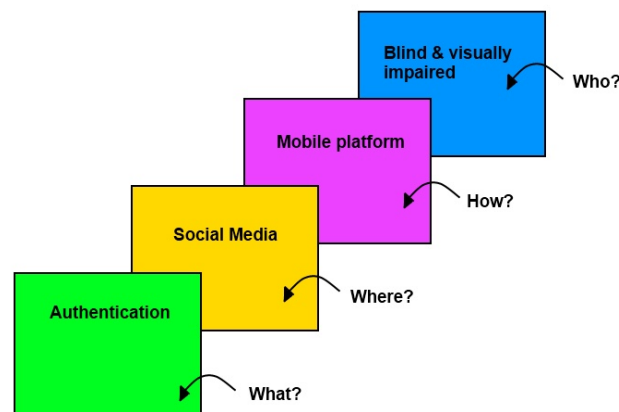 Blind & visually
impaired
Who?
Mobile platform
How?
Social Media
Where?
Authentication
What?